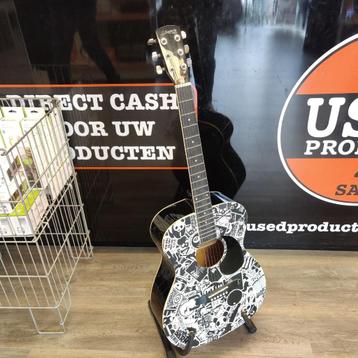 DIRECT CASH
VOOR UW
PRODUCTEN
US
PRO
SA
usedproduct